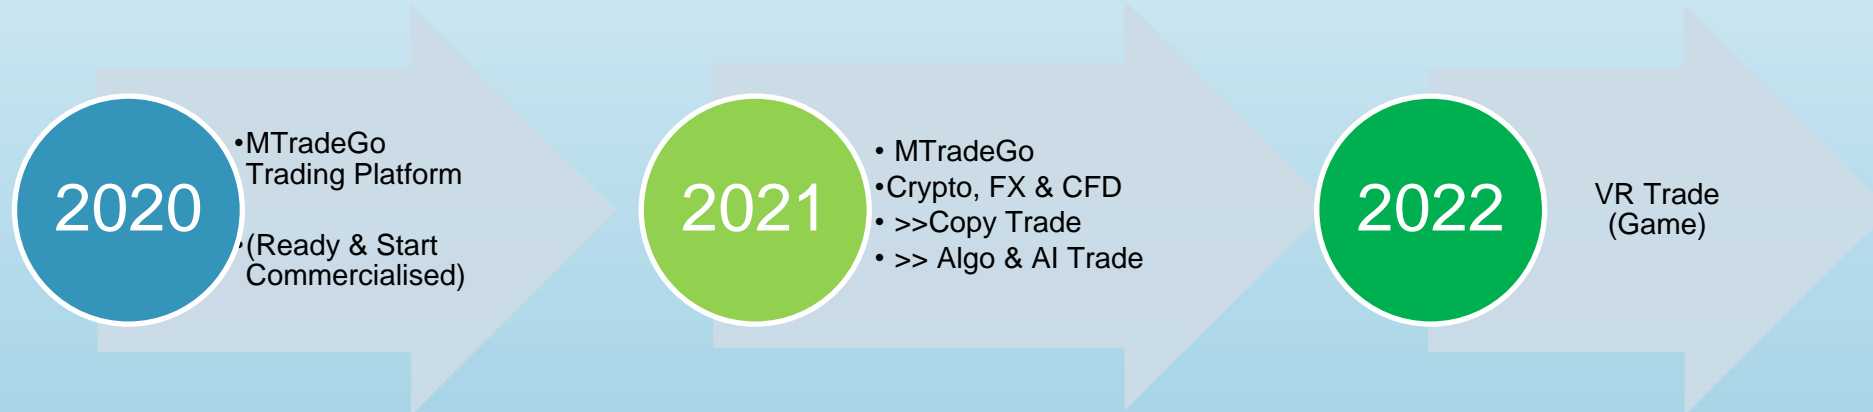 2020
•MTradeGo
Trading Platform
•(Ready & Start
Commercialised)
2021
• MTradeGo
•Crypto, FX & CFD
• >>Copy Trade
• >> Algo & AI Trade
2022
VR Trade
(Game)